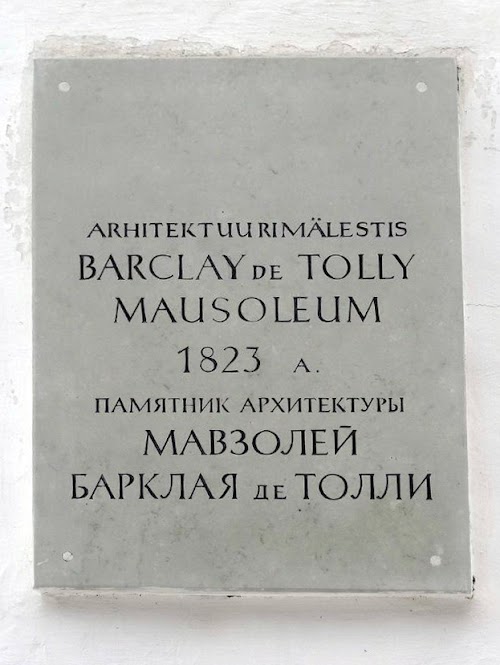 ARHITEKTUURIMÄLESTIS
BARCLAY DE TOLLY
MAUSOLEUM
1823 A.
ПАМЯТНИК АРХИТЕКТУРЫ
МАВЗОЛЕЙ
БАРКЛАЯ ДЕ ТОЛЛИ